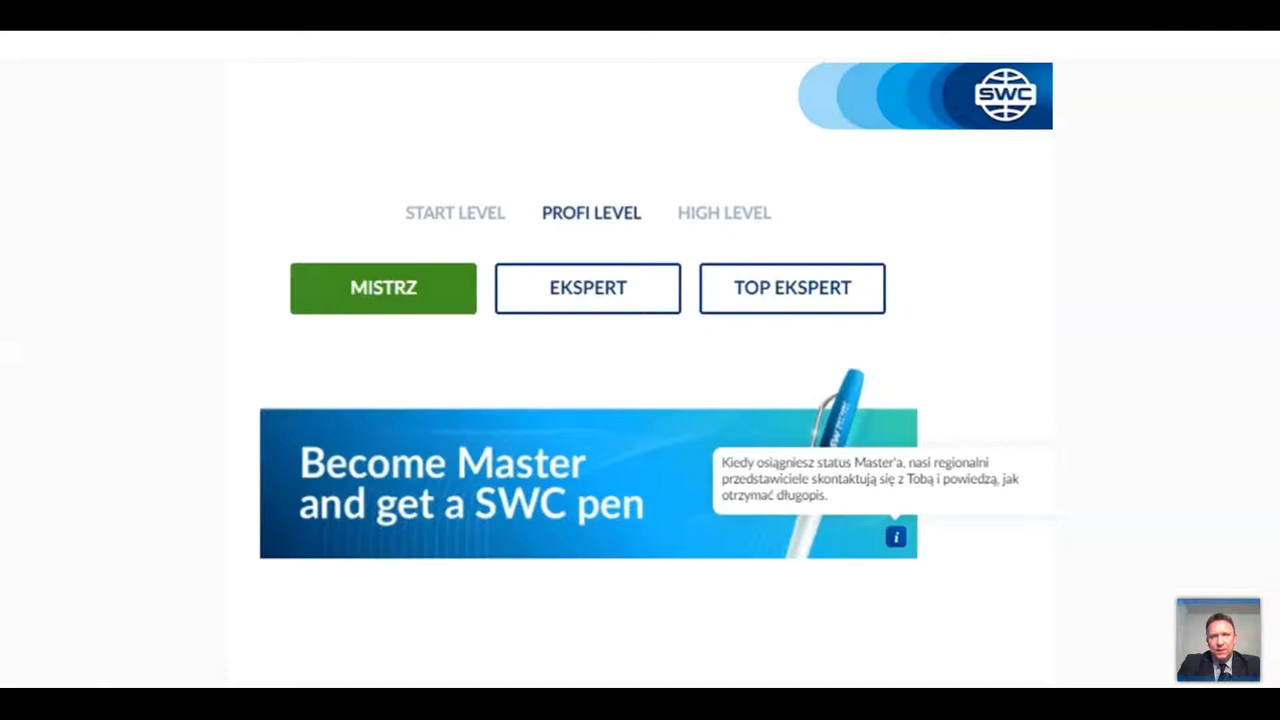 SWC
START LEVEL PROFI LEVEL HIGH LEVEL
MISTRZ EKSPERT TOP EKSPERT
Become Master
and get a SWC pen
Kiedy osiągniesz status Master'a, nasi regionalni
przedstawiciele skontaktują się z Tobą i powiedzą, jak
otrzymać długopis.
i